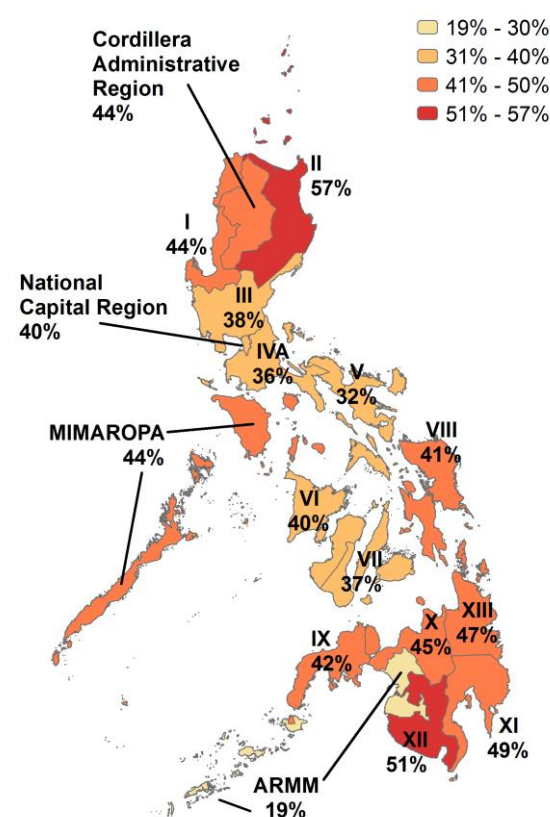 19% - 30%
31% - 40%
41% - 50%
51% - 57%
Cordillera
Administrative
Region
44%
II
57%
I
44%
National
Capital Region
40%
III
38%
IVA
36%
V
32%
MIMAROPA
44%
VIII
41%
VI
40%
VII
37%
IX
42%
X
45%
XIII
47%
XI
49%
XII
51%
ARMM
19%